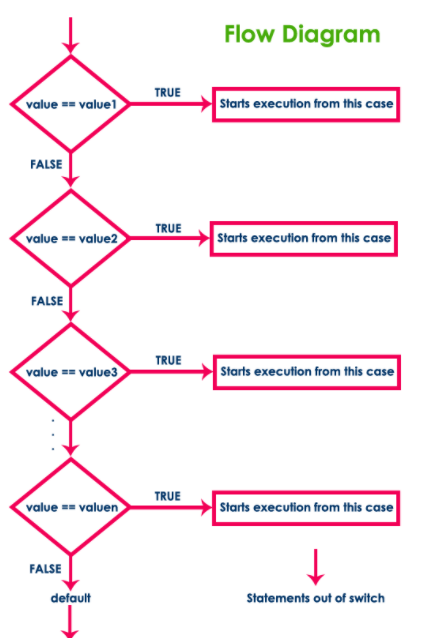 Flow Diagram
value == value1
TRUE
Starts execution from this case
FALSE
value == value2
TRUE
Starts execution from this case
FALSE
value == value3
TRUE
Starts execution from this case
.
.
.
value == valuen
TRUE
Starts execution from this case
FALSE
default
Statements out of switch